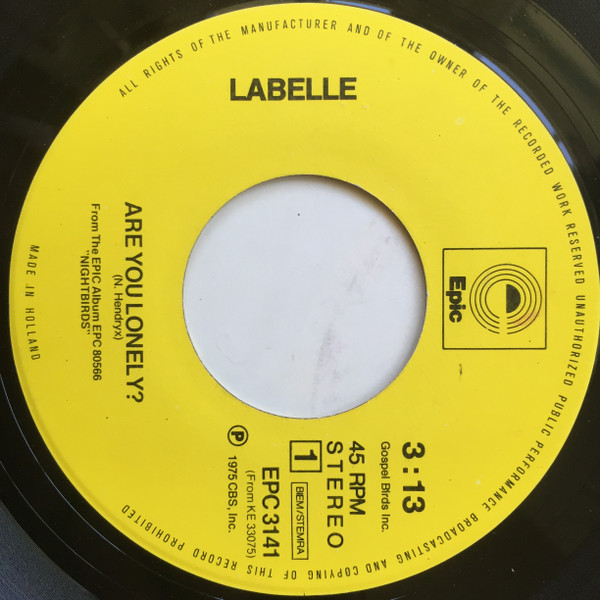 ALL RIGHTS OF THE MANUFACTURER AND OF THE OWNER OF THE RECORDED WORK RESERVED UNAUTHORIZED PUBLIC PERFORMANCE BROADCASTING AND COPYING OF THIS RECORD PROHIBITED
LABELLE
Epic
3:13
Gospel Birds Inc.
45 RPM
STEREO
1
BIEM/STEMRA
EPC 3141
(From KE 33075)
℗ 1975 CBS, Inc.
ARE YOU LONELY?
(N. Hendryx)
From The EPIC Album EPC 80566
"NIGHTBIRDS"
MADE IN HOLLAND